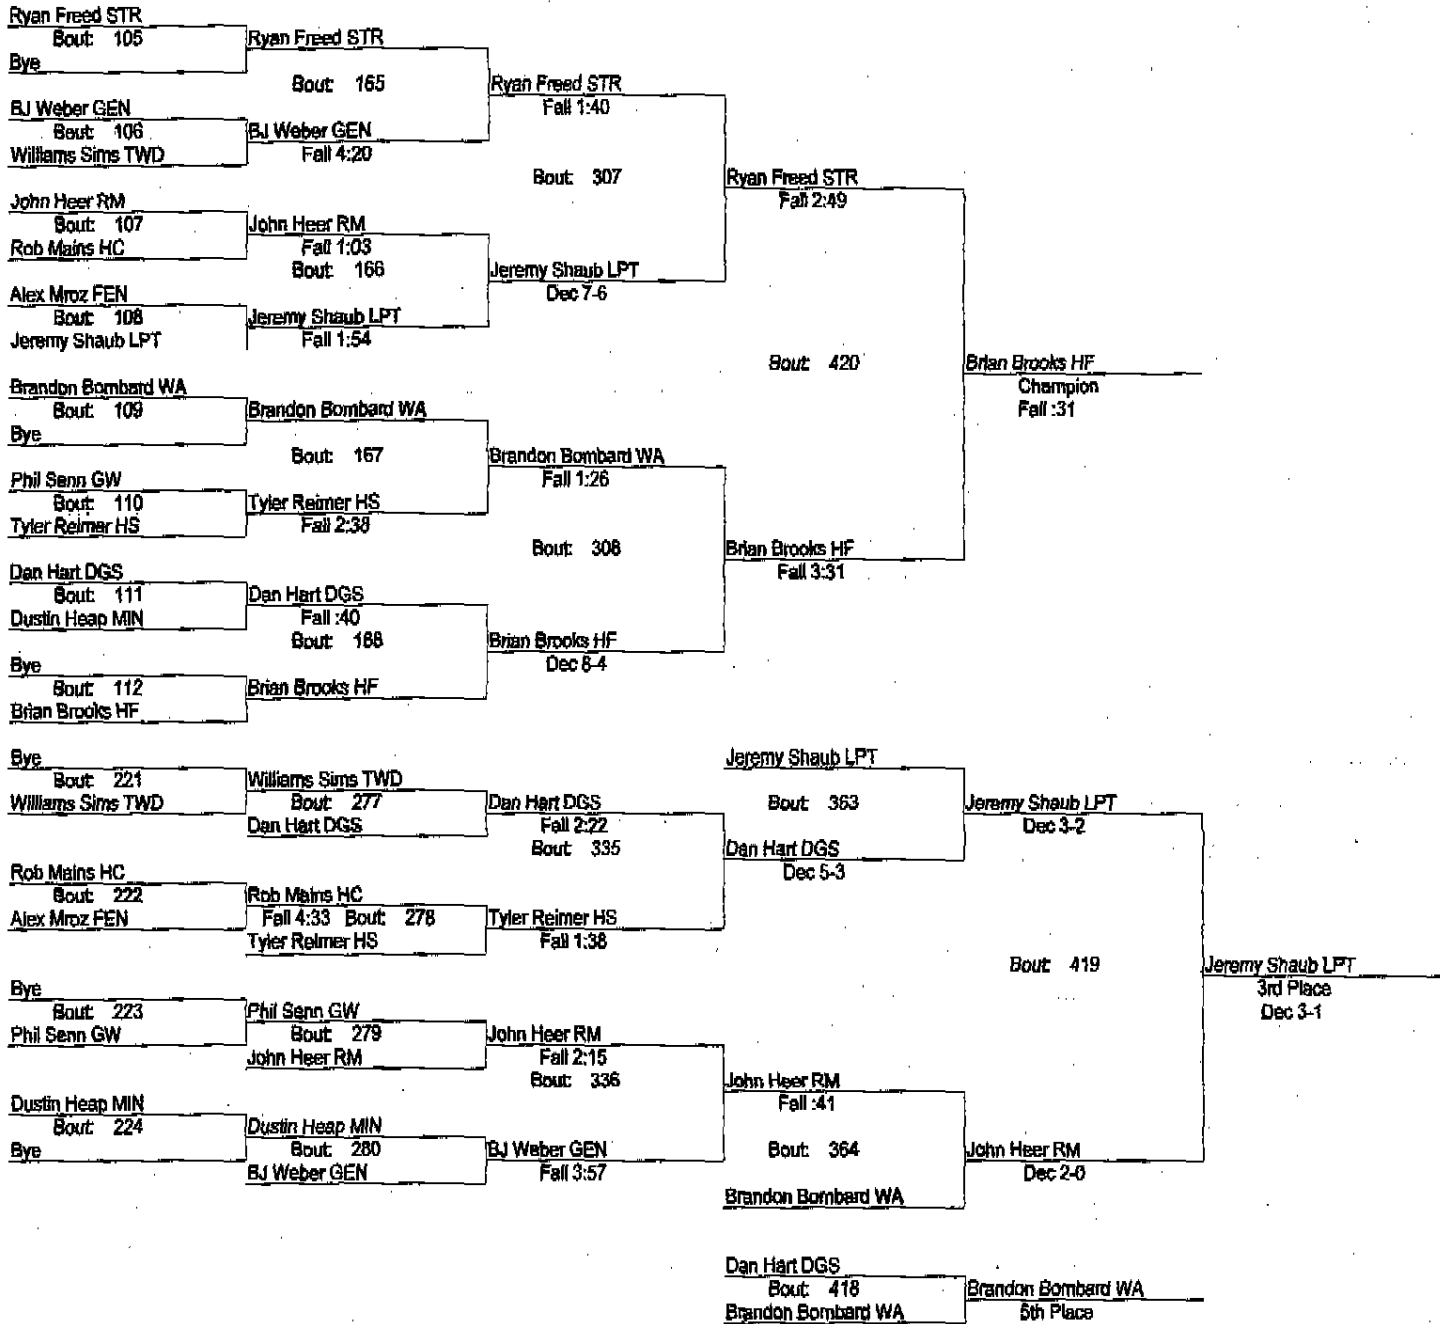 Ryan Freed STR
Bout: 105
Bye
Ryan Freed STR
Bout: 165
BJ Weber GEN
Bout: 106
Williams Sims TWD
BJ Weber GEN
Fall 4:20
Ryan Freed STR
Fall 1:40
Bout: 307
John Heer RM
Bout: 107
Rob Mains HC
John Heer RM
Fall 1:03
Bout: 166
Alex Mroz FEN
Bout: 108
Jeremy Shaub LPT
Jeremy Shaub LPT
Fall 1:54
Jeremy Shaub LPT
Dec 7-6
Ryan Freed STR
Fall 2:49
Bout: 420
Brandon Bombard WA
Bout: 109
Bye
Brandon Bombard WA
Bout: 167
Phil Senn GW
Bout: 110
Tyler Reimer HS
Tyler Reimer HS
Fall 2:38
Brandon Bombard WA
Fall 1:26
Bout: 308
Dan Hart DGS
Bout: 111
Dustin Heap MIN
Dan Hart DGS
Fall :40
Bout: 168
Bye
Bout: 112
Brian Brooks HF
Brian Brooks HF
Brian Brooks HF
Dec 8-4
Brian Brooks HF
Fall 3:31
Brian Brooks HF
Champion
Fall :31
Bye
Bout: 221
Williams Sims TWD
Williams Sims TWD
Bout: 277
Dan Hart DGS
Dan Hart DGS
Fall 2:22
Bout: 335
Rob Mains HC
Bout: 222
Alex Mroz FEN
Rob Mains HC
Fall 4:33 Bout: 278
Tyler Reimer HS
Tyler Reimer HS
Fall 1:38
Jeremy Shaub LPT
Bout: 363
Dan Hart DGS
Dec 5-3
Jeremy Shaub LPT
Dec 3-2
Bout: 419
Bye
Bout: 223
Phil Senn GW
Phil Senn GW
Bout: 279
John Heer RM
John Heer RM
Fall 2:15
Bout: 336
Dustin Heap MIN
Bout: 224
Bye
Dustin Heap MIN
Bout: 280
BJ Weber GEN
BJ Weber GEN
Fall 3:57
John Heer RM
Fall :41
Bout: 364
Brandon Bombard WA
John Heer RM
Dec 2-0
Jeremy Shaub LPT
3rd Place
Dec 3-1
Dan Hart DGS
Bout: 418
Brandon Bombard WA
Brandon Bombard WA
5th Place